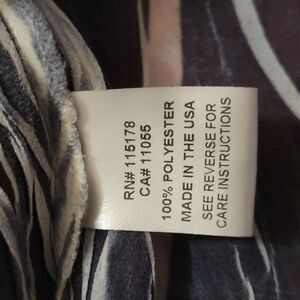 RN# 115178
CA# 11055
100% POLYESTER
MADE IN THE USA
SEE REVERSE FOR
CARE INSTRUCTIONS